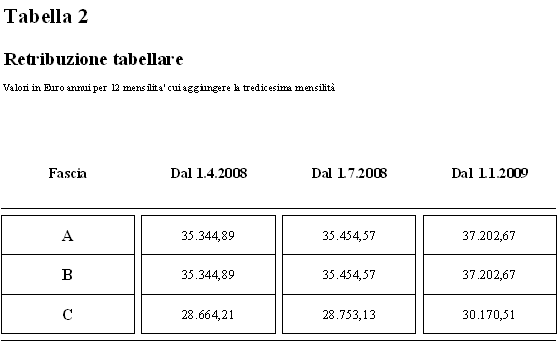 Tabella 2
Retribuzione tabellare
Valori in Euro annui per 12 mensilita' cui aggiungere la tredicesima mensilità
Fascia Dal 1.4.2008 Dal 1.7.2008 Dal 1.1.2009
A 35.344,89 35.454,57 37.202,67
B 35.344,89 35.454,57 37.202,67
C 28.664,21 28.753,13 30.170,51